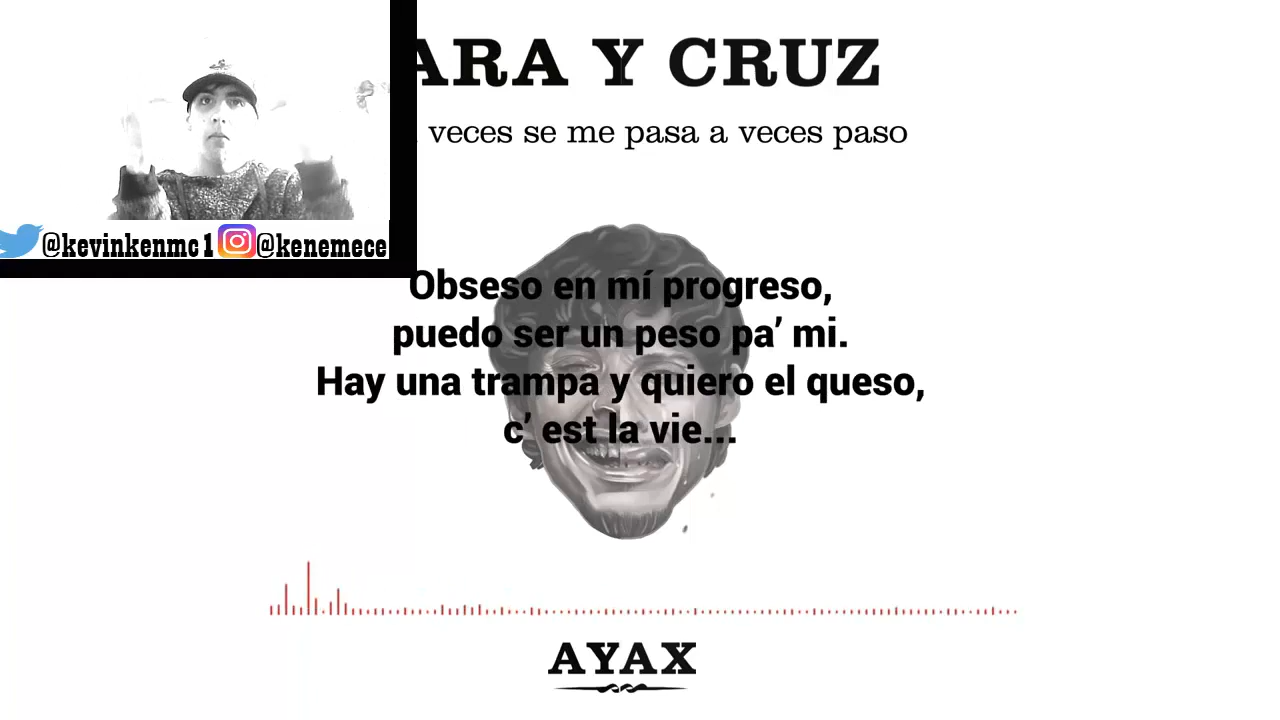 ARA Y CRUZ
veces se me pasa a veces paso
@kevinkenmc1 @kenemece
Obseso en mí progreso,
puedo ser un peso pa’ mi.
Hay una trampa y quiero el queso,
c’ est la vie...
AYAX